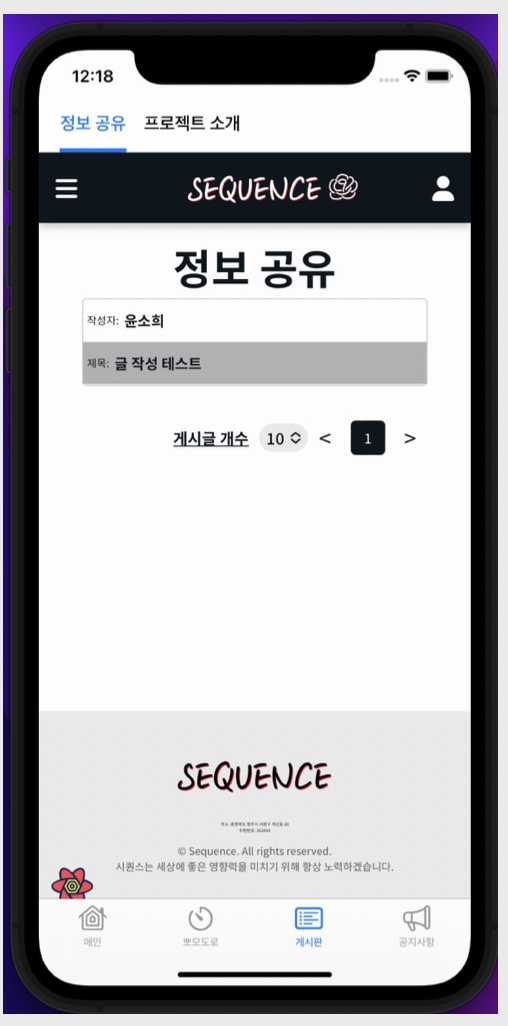 12:18
정보 공유 프로젝트 소개
SEQUENCE
정보 공유
작성자: 윤소희
제목: 글 작성 테스트
게시글 개수 10 < 1 >
SEQUENCE
© Sequence. All rights reserved.
시퀀스는 세상에 좋은 영향력을 미치기 위해 항상 노력하겠습니다.
메인 뽀모도로 게시판 공지사항